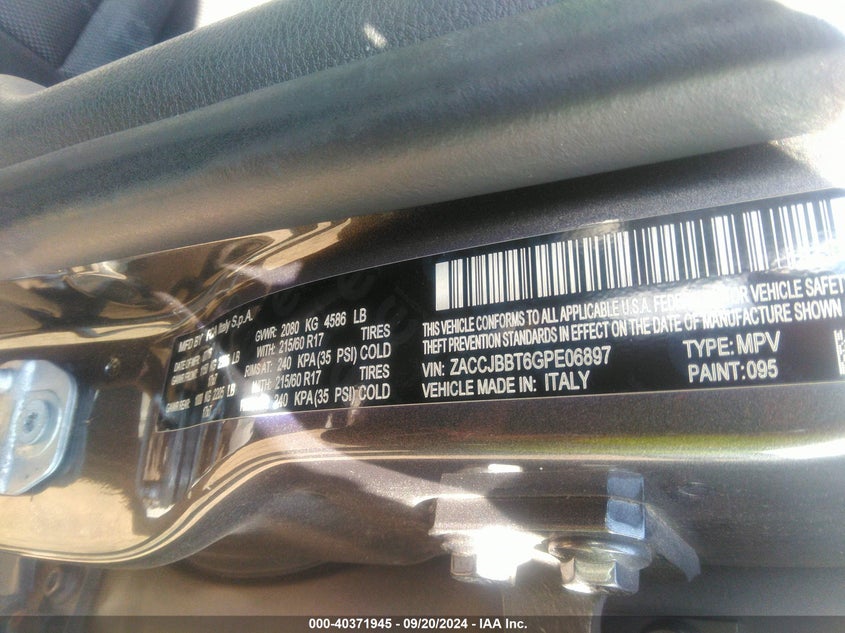 MFD BY FCA Italy S.p.A.
GVWR: 2080 KG 4586 LB
WITH: 215/60 R17 TIRES
RIMS AT: 240 KPA (35 PSI) COLD
WITH: 215/60 R17 TIRES
240 KPA (35 PSI) COLD
THIS VEHICLE CONFORMS TO ALL APPLICABLE U.S.A. VEHICLE SAFETY
THEFT PREVENTION STANDARDS IN EFFECT ON THE DATE OF MANUFACTURE SHOWN
VIN: ZACCJBBT6GPE06897 TYPE: MPV
VEHICLE MADE IN: ITALY PAINT: 095
000-40371945 — 09/20/2024 — IAA Inc.